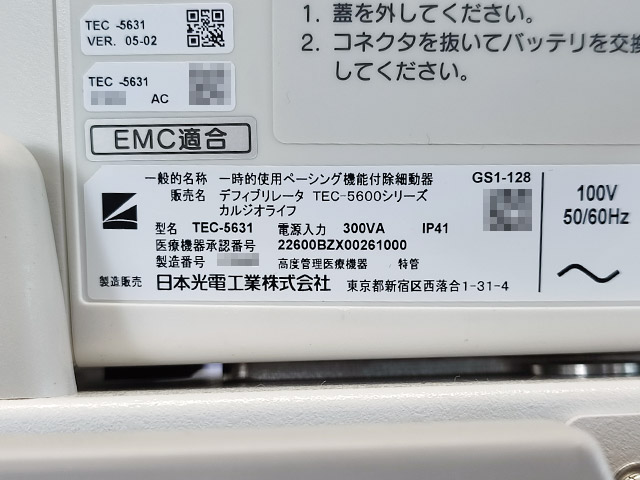 TEC -5631
VER. 05-02
TEC -5631
AC
EMC適合
1. 蓋を外してください。
2. コネクタを抜いてバッテリを交換
してください。
一般的名称 一時的使用ペーシング機能付除細動器 GS1-128
販売名 デフィブリレータ TEC-5600シリーズ
カルジオライフ
型名 TEC-5631 電源入力 300VA IP41
医療機器承認番号 22600BZX00261000
製造番号 高度管理医療機器 特管
製造販売 日本光電工業株式会社 東京都新宿区西落合1-31-4
100V
50/60Hz